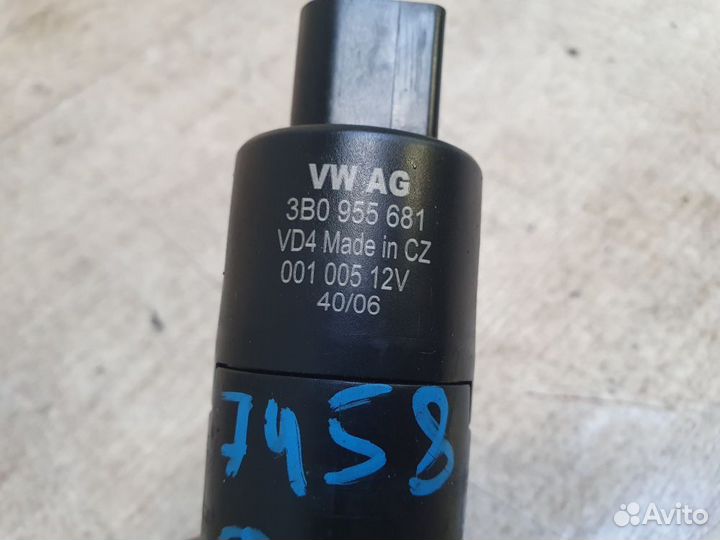 VW AG
3B0 955 681
VD4 Made in CZ
001 005 12V
40/06
7458
Avito